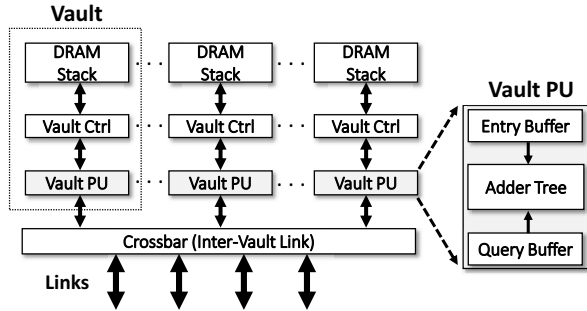 Vault
DRAM
Stack
DRAM
Stack
DRAM
Stack
Vault Ctrl
Vault Ctrl
Vault Ctrl
Vault PU
Vault PU
Vault PU
Crossbar (Inter-Vault Link)
Links
Vault PU
Entry Buffer
Adder Tree
Query Buffer